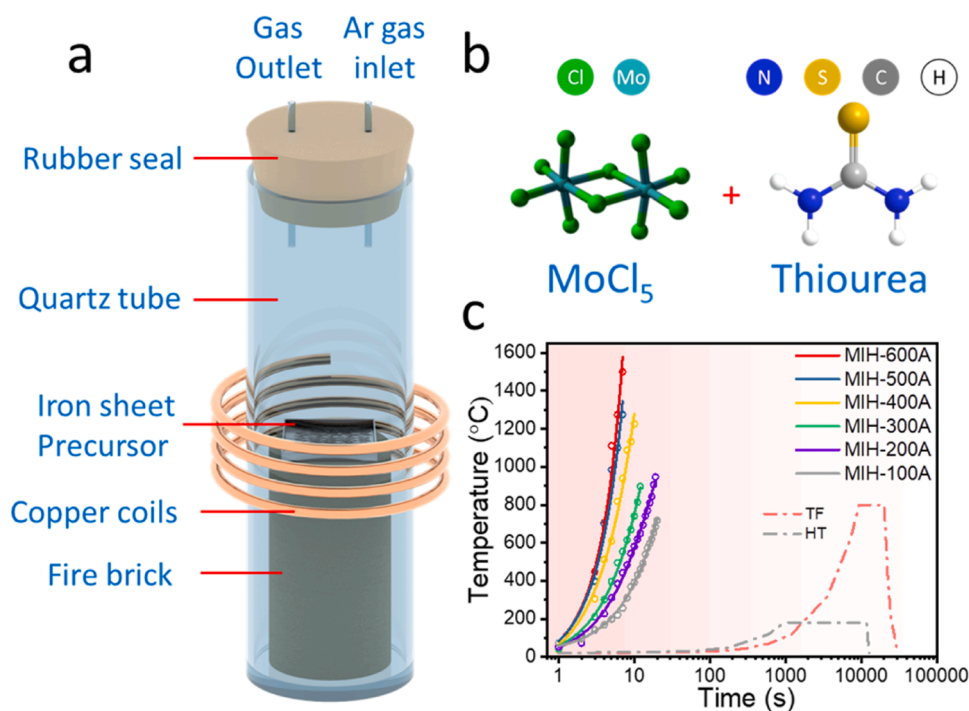 a
Gas
Outlet
Ar gas
inlet
Rubber seal
Quartz tube
Iron sheet
Precursor
Copper coils
Fire brick
b
Cl
Mo
N
S
C
H
+
MoCl₅
Thiourea
c
Temperature (°C)
1600
1400
1200
1000
800
600
400
200
0
MIH-600A
MIH-500A
MIH-400A
MIH-300A
MIH-200A
MIH-100A
TF
HT
1 10 100 1000 10000 100000
Time (s)